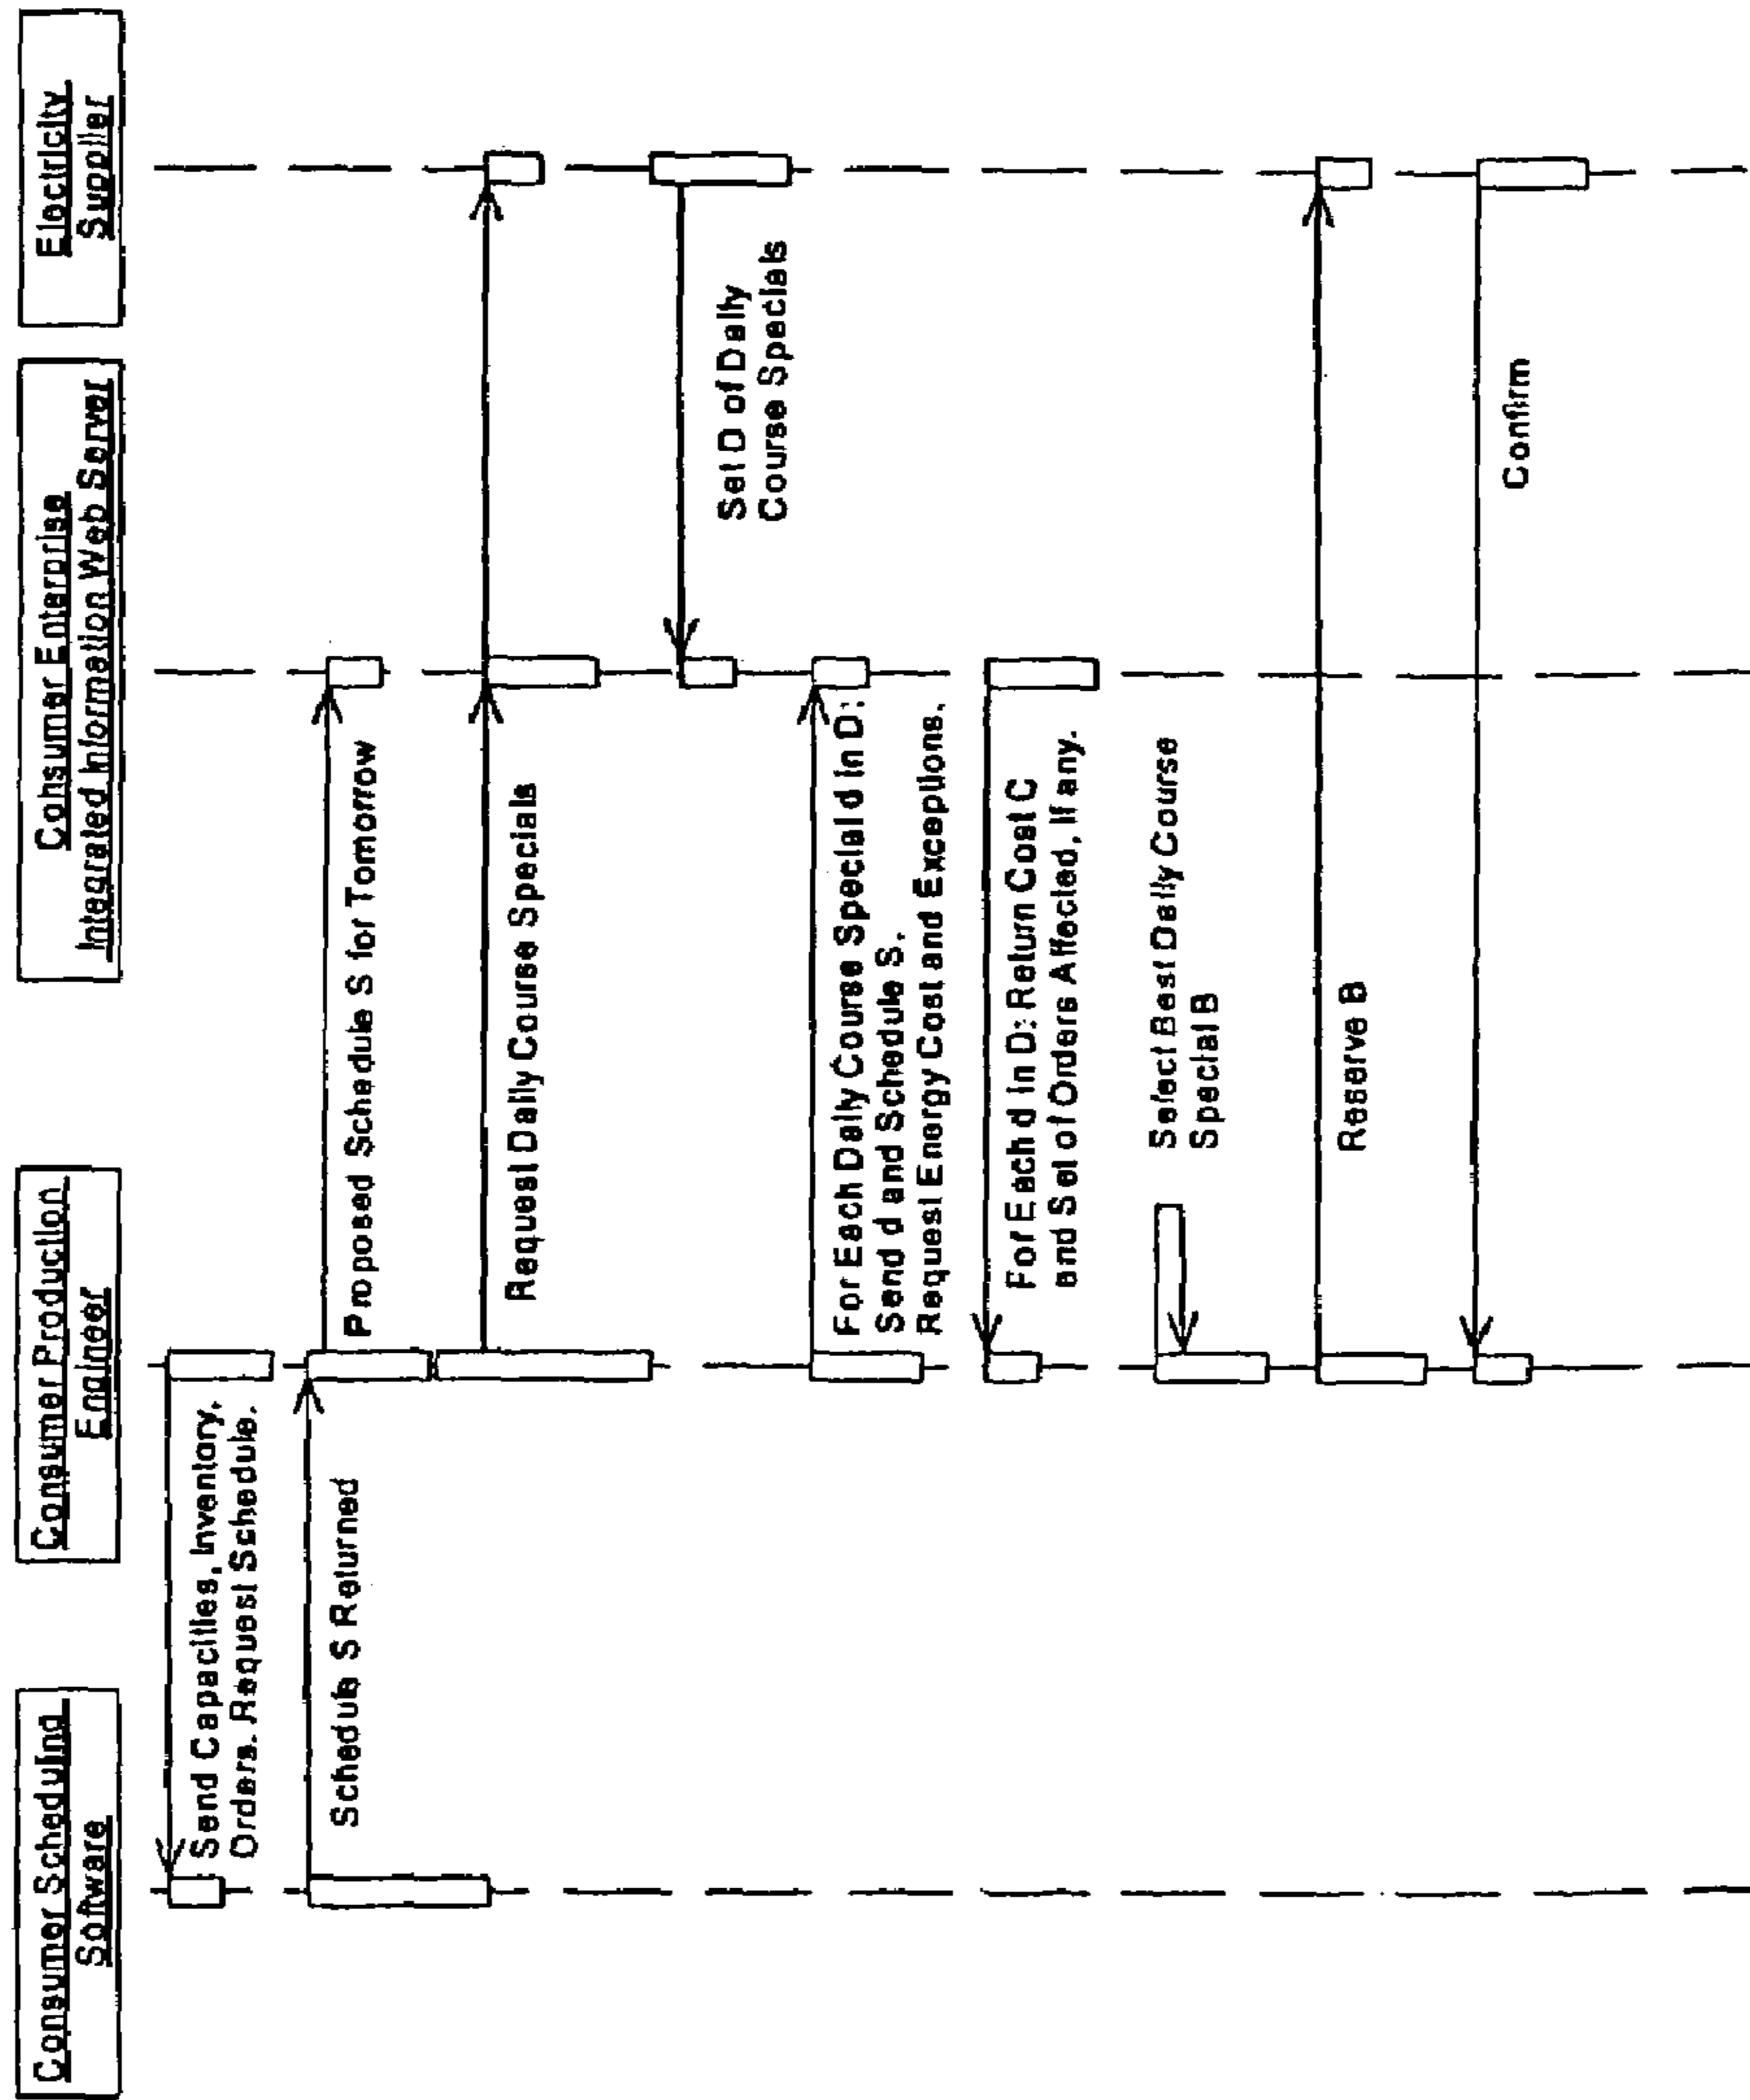 Consumer Scheduling
Software
Consumer Production
Engineer
Consumer Enterprise
Integrated Information Web Server
Electricity
Supplier
Send Capacities, Inventory,
Orders. Request Schedule.
Schedule S Returned
Proposed Schedule S for Tomorrow
Request Daily Course Specials
Set D of Daily
Course Specials
For Each Daily Course Special d in D:
Send d and Schedule S.
Request Energy Cost and Exceptions.
For Each d in D: Return Cost C
and Set of Orders Affected, If any.
Select Best Daily Course
Special B
Reserve B
Confirm